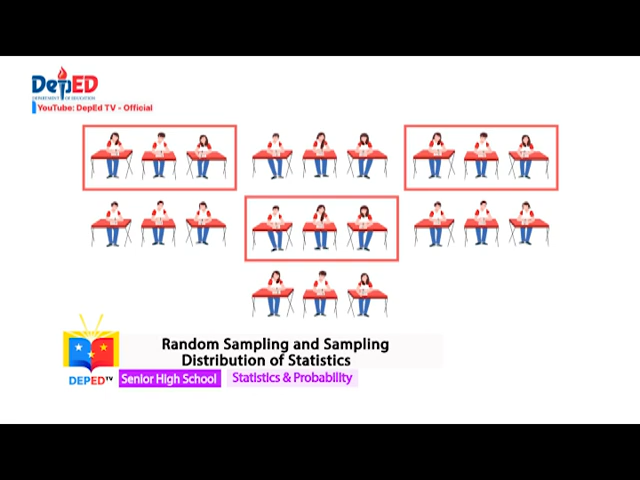 DepED
DEPARTMENT OF EDUCATION
YouTube: DepEd TV - Official
Random Sampling and Sampling
Distribution of Statistics
DEPED TV
Senior High School
Statistics & Probability